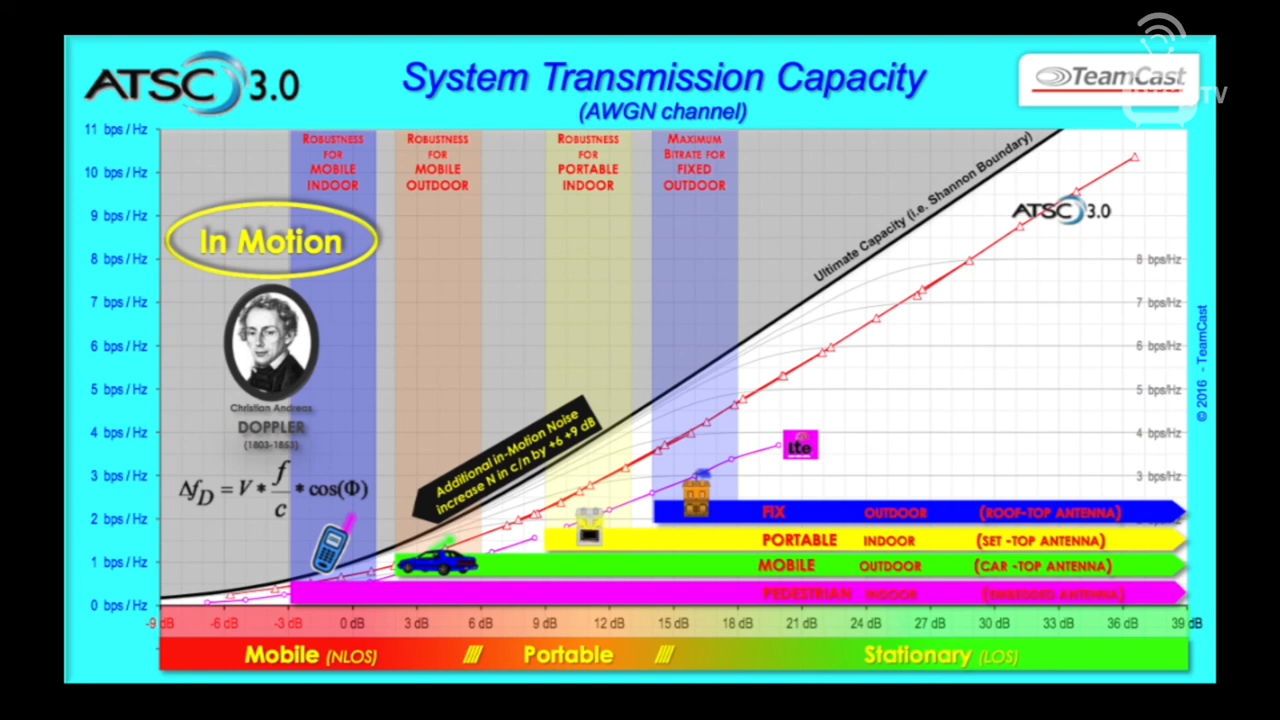 ATSC 3.0
System Transmission Capacity
(AWGN channel)
TeamCast
TV
11 bps / Hz
10 bps / Hz
9 bps / Hz
8 bps / Hz
7 bps / Hz
6 bps / Hz
5 bps / Hz
4 bps / Hz
3 bps / Hz
2 bps / Hz
1 bps / Hz
0 bps / Hz
ROBUSTNESS
FOR
MOBILE
INDOOR
ROBUSTNESS
FOR
MOBILE
OUTDOOR
ROBUSTNESS
FOR
PORTABLE
INDOOR
MAXIMUM
BITRATE FOR
FIXED
OUTDOOR
In Motion
Christian Andreas
DOPPLER
(1803-1853)
Δf_D = V * f/c * cos(Φ)
Additional in-Motion Noise
increase N in c/n by +6 +9 dB
Ultimate Capacity (i.e. Shannon Boundary)
ATSC 3.0
8 bps/Hz
7 bps/Hz
6 bps/Hz
5 bps/Hz
4 bps/Hz
3 bps/Hz
lte
© 2016 - TeamCast
FIX OUTDOOR (ROOF-TOP ANTENNA)
PORTABLE INDOOR (SET -TOP ANTENNA)
MOBILE OUTDOOR (CAR -TOP ANTENNA)
PEDESTRIAN INDOOR (EMBEDDED ANTENNA)
-9 dB -6 dB -3 dB 0 dB 3 dB 6 dB 9 dB 12 dB 15 dB 18 dB 21 dB 24 dB 27 dB 30 dB 33 dB 36 dB 39 dB
Mobile (NLOS) //// Portable //// Stationary (LOS)